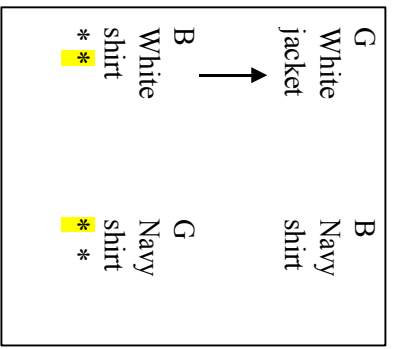 G
White
jacket
B
Navy
shirt
B
White
shirt
* *
G
Navy
shirt
* *